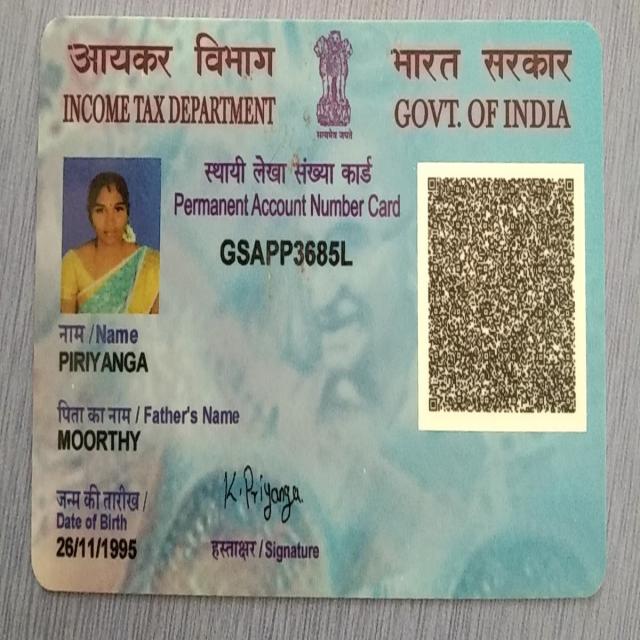 आयकर विभाग
INCOME TAX DEPARTMENT
सत्यमेव जयते
भारत सरकार
GOVT. OF INDIA
स्थायी लेखा संख्या कार्ड
Permanent Account Number Card
GSAPP3685L
नाम / Name
PIRIYANGA
पिता का नाम / Father's Name
MOORTHY
जन्म की तारीख /
Date of Birth
26/11/1995
K. Priyanga
हस्ताक्षर / Signature